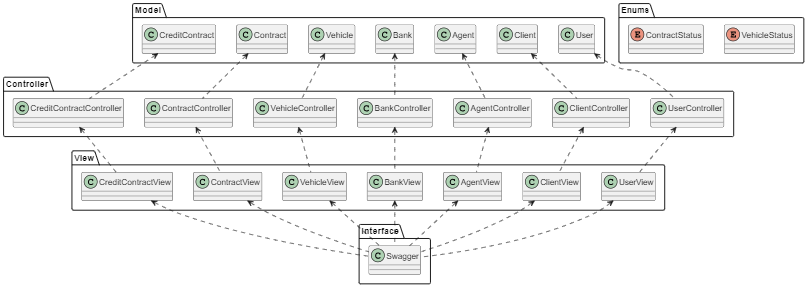 Model
Enums
C CreditContract
C Contract
C Vehicle
C Bank
C Agent
C Client
C User
E ContractStatus
E VehicleStatus
Controller
C CreditContractController
C ContractController
C VehicleController
C BankController
C AgentController
C ClientController
C UserController
View
C CreditContractView
C ContractView
C VehicleView
C BankView
C AgentView
C ClientView
C UserView
Interface
C Swagger